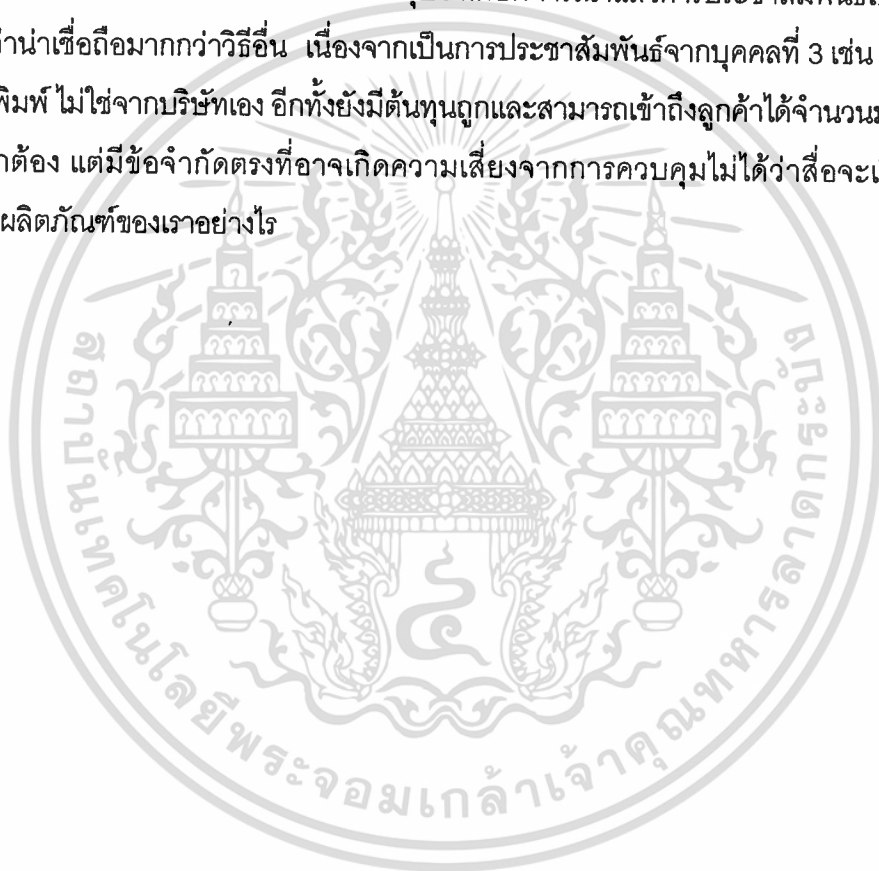 ำน่าเชื่อถือมากกว่าวิธีอื่น เนื่องจากเป็นการประชาสัมพันธ์จากบุคคลที่ 3 เช่น
พิมพ์ ไม่ใช่จากบริษัทเอง อีกทั้งยังมีต้นทุนถูกและสามารถเข้าถึงลูกค้าได้จำนวนม
าต้อง แต่มีข้อจำกัดตรงที่อาจเกิดความเสี่ยงจากการควบคุมไม่ได้ว่าสื่อจะเ
ผลิตภัณฑ์ของเราอย่างไร
สถาบันเทคโนโลยีพระจอมเกล้าเจ้าคุณทหารลาดกระบัง